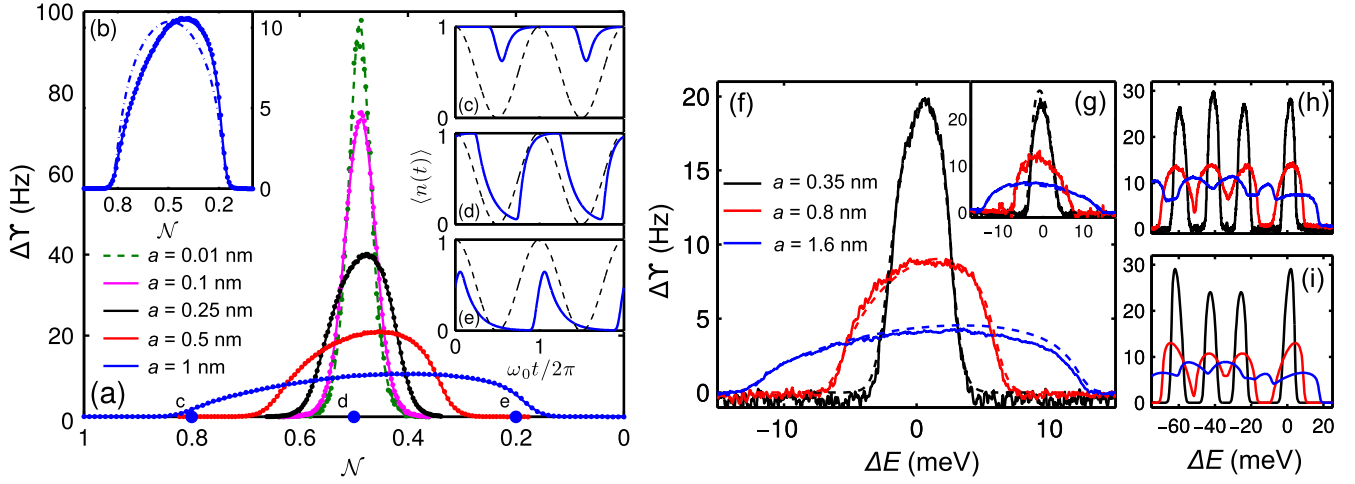 (b)
10
5
0
0.8 0.5 0.2
𝒩
100
80
60
40
20
0
ΔΥ (Hz)
a = 0.01 nm
a = 0.1 nm
a = 0.25 nm
a = 0.5 nm
a = 1 nm
(a)
c
d
e
1 0.8 0.6 0.4 0.2 0
𝒩
1
0
(c)
1
0
(d)
1
0
(e)
⟨n(t)⟩
0 1 2
ω₀t/2π
(f)
20
15
10
5
0
ΔΥ (Hz)
a = 0.35 nm
a = 0.8 nm
a = 1.6 nm
−10 0 10
ΔE (meV)
(g)
20
10
0
−10 0 10
(h)
30
20
10
0
(i)
30
20
10
0
−60 −40 −20 0 20
ΔE (meV)